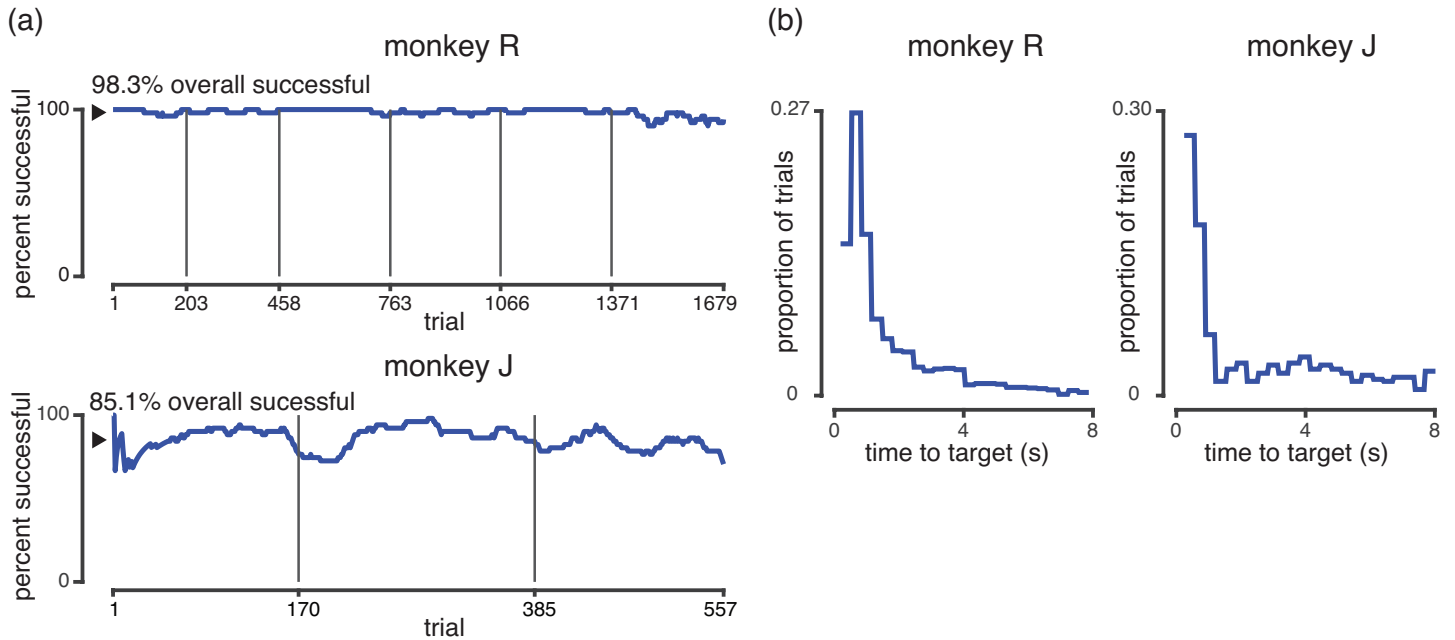 (a)
monkey R
98.3% overall successful
percent successful
100
0
1 203 458 763 1066 1371 1679
trial
monkey J
85.1% overall sucessful
percent successful
100
0
1 170 385 557
trial
(b)
monkey R
proportion of trials
0.27
0
0 4 8
time to target (s)
monkey J
proportion of trials
0.30
0
0 4 8
time to target (s)